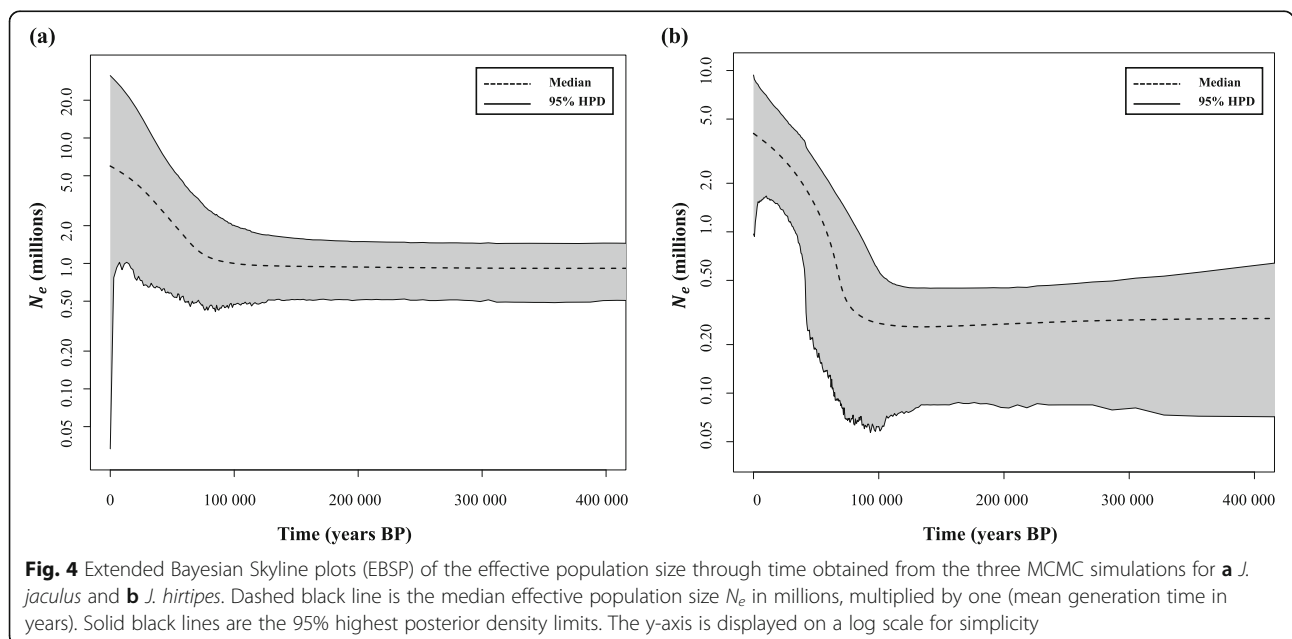 (a)
Median
95% HPD
20.0
10.0
5.0
2.0
1.0
0.50
0.20
0.10
0.05
Ne (millions)
0
100 000
200 000
300 000
400 000
Time (years BP)
(b)
Median
95% HPD
10.0
5.0
2.0
1.0
0.50
0.20
0.10
0.05
Ne (millions)
0
100 000
200 000
300 000
400 000
Time (years BP)
Fig. 4 Extended Bayesian Skyline plots (EBSP) of the effective population size through time obtained from the three MCMC simulations for a J.
jaculus and b J. hirtipes. Dashed black line is the median effective population size Ne in millions, multiplied by one (mean generation time in
years). Solid black lines are the 95% highest posterior density limits. The y-axis is displayed on a log scale for simplicity